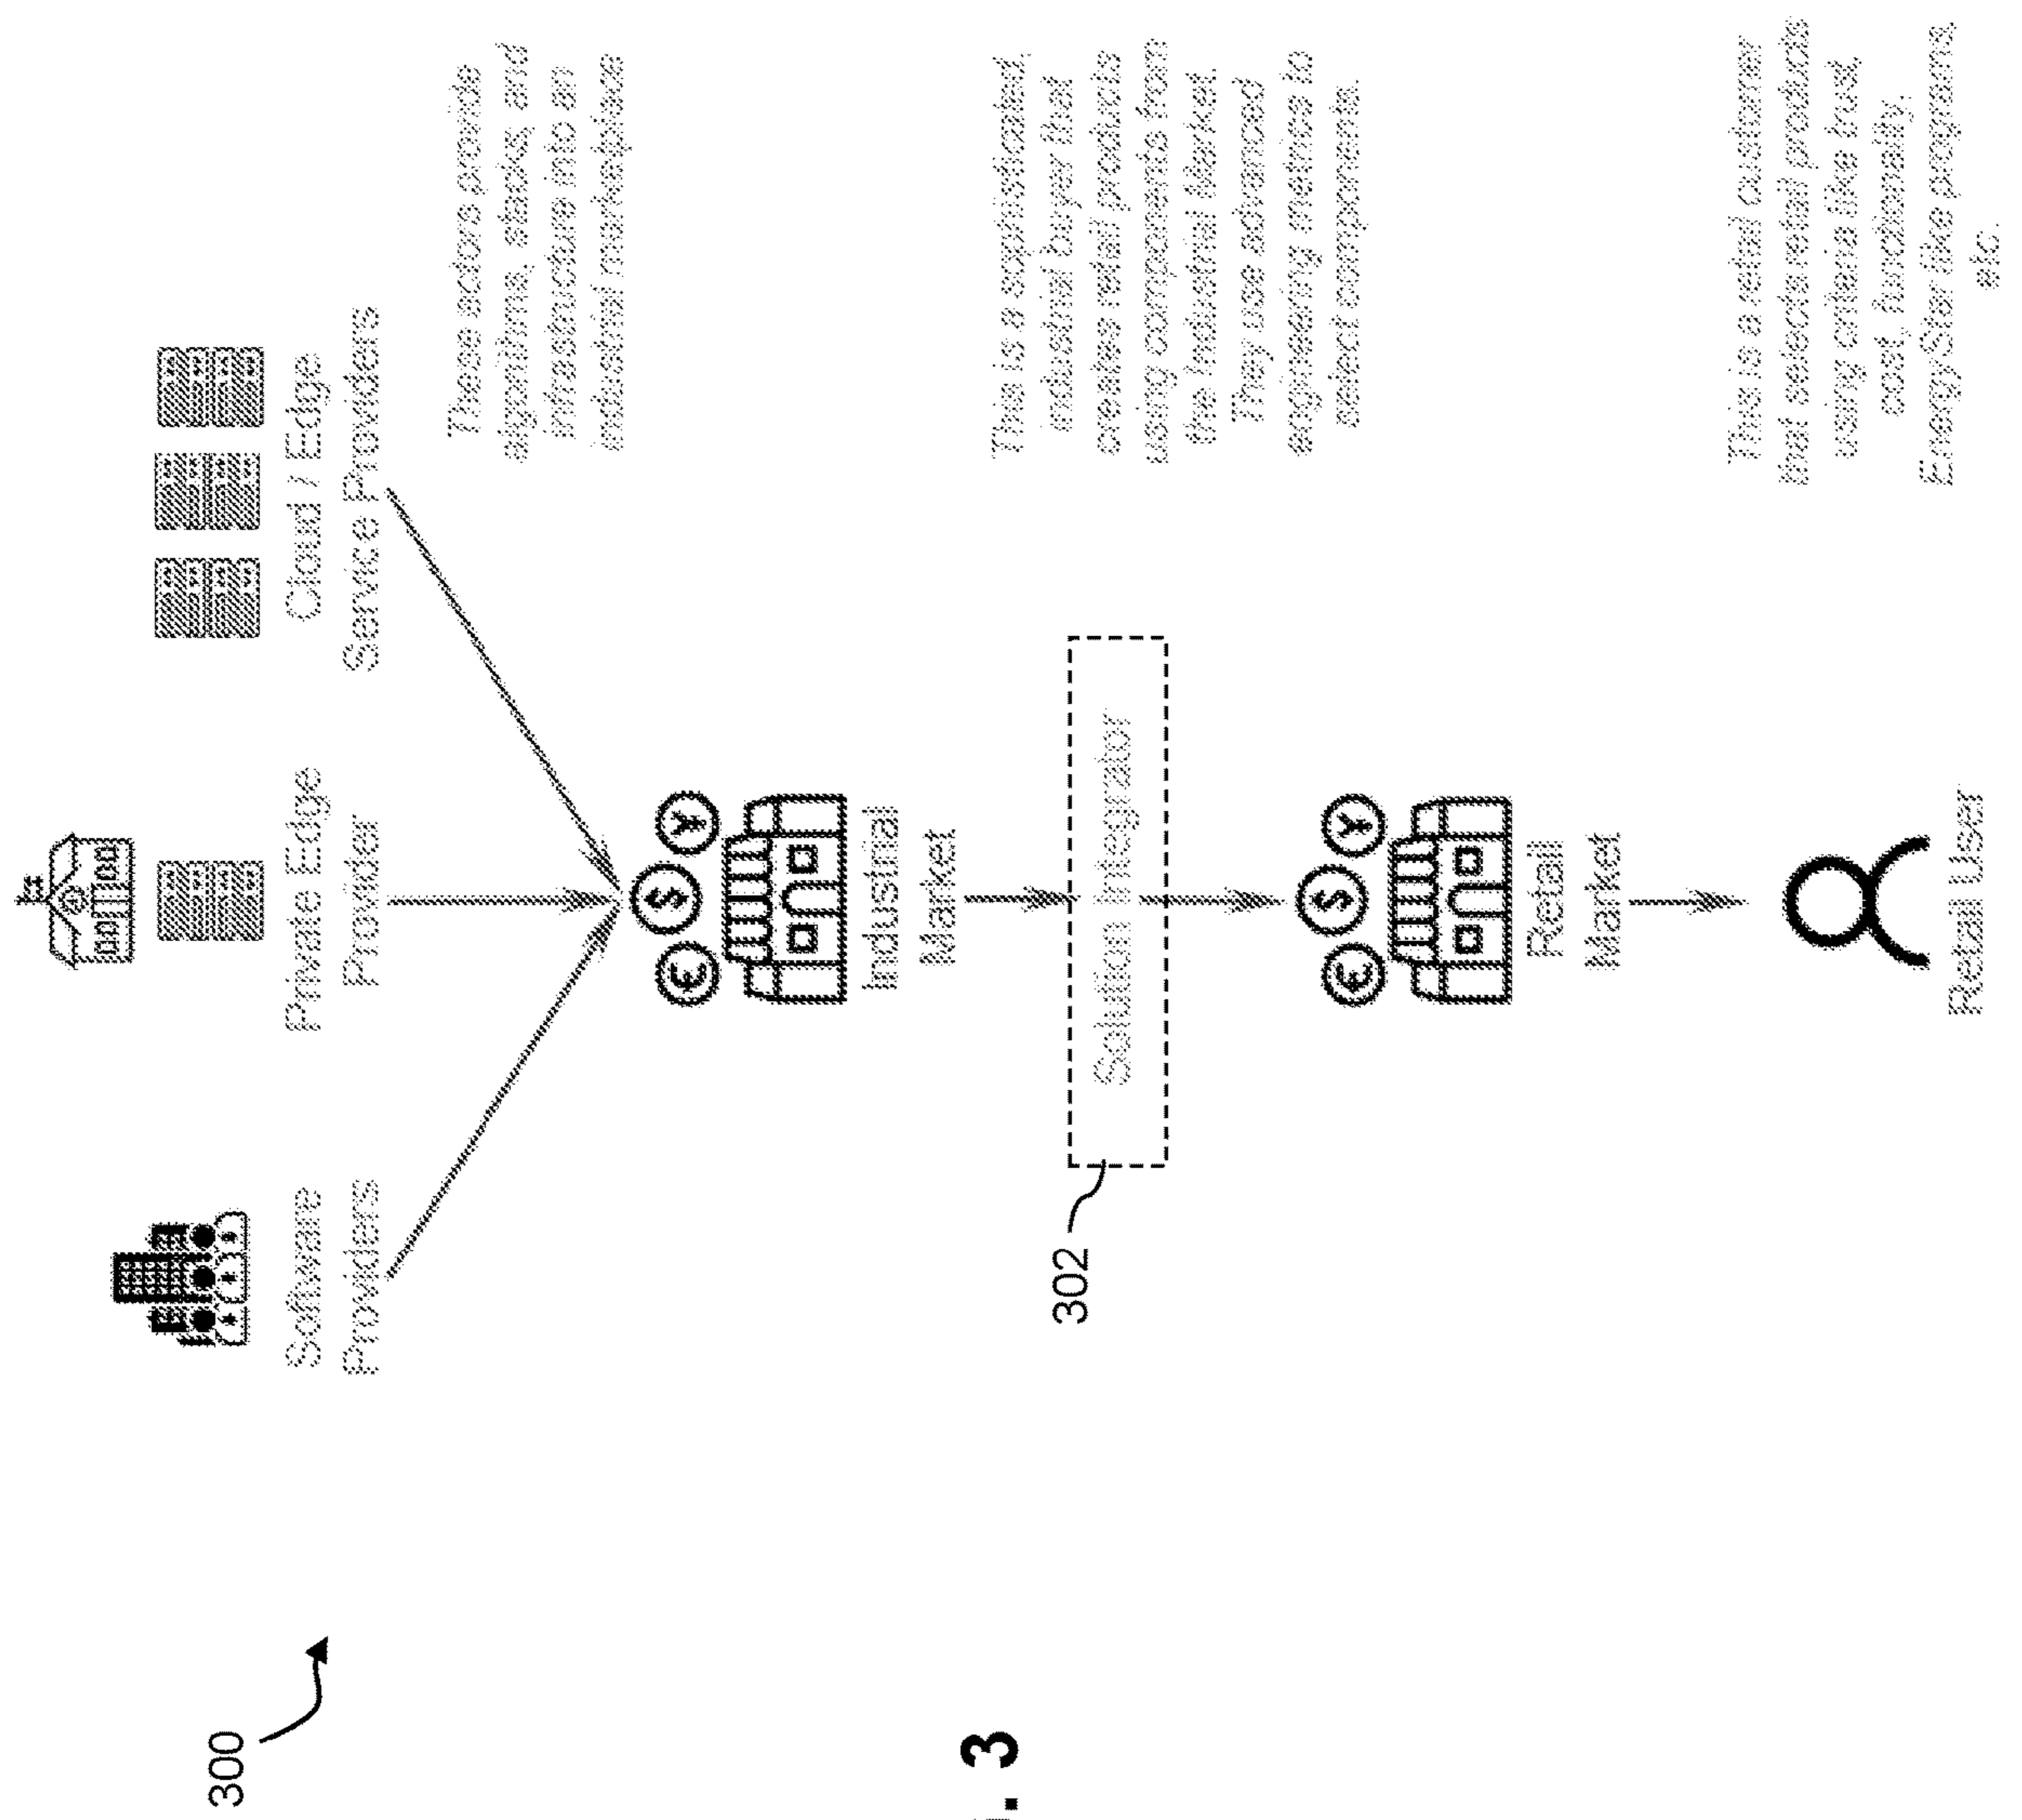 300
Software
Providers
Private Edge
Provider
Cloud / Edge
Service Providers
These actors provide
algorithms, stacks, and
infrastructure into an
industrial marketplace
€
$
¥
Industrial
Market
302
Solution Integrator
This is a sophisticated,
industrial buyer that
creates retail products
using components from
the Industrial Market.
They use advanced
engineering metrics to
select components.
€
$
¥
Retail
Market
Retail User
This is a retail customer
that selects retail products
using criteria like trust,
cost, functionality,
EnergyStar like programs,
etc.
. 3